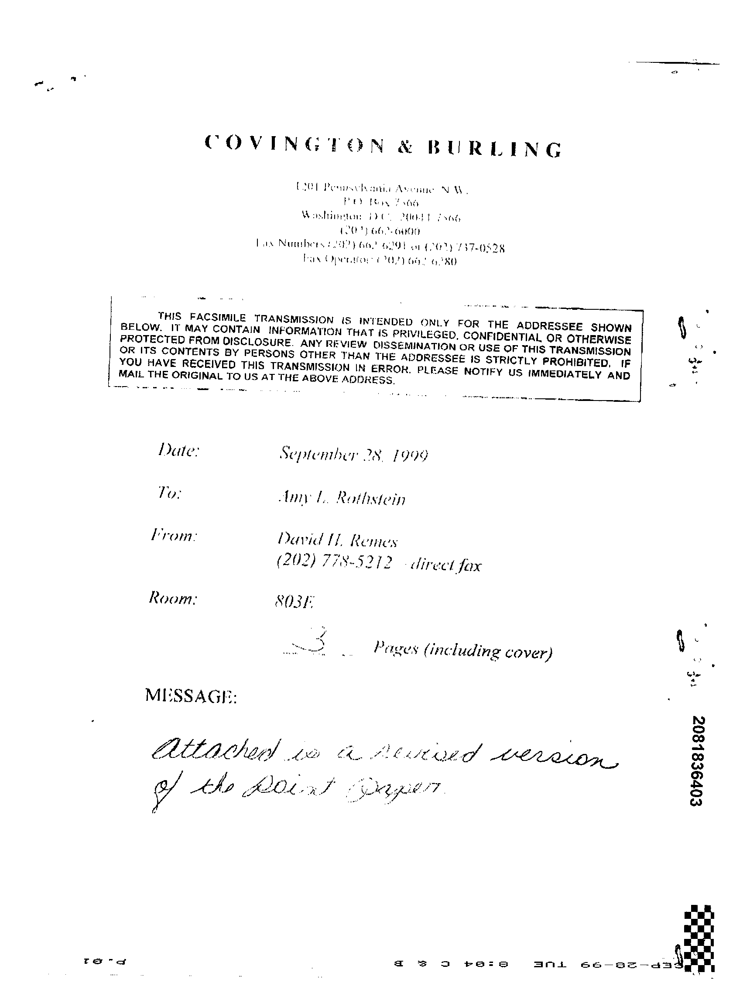 COVINGTON & BURLING
1201 Pennsylvania Avenue N.W.
P.O. Box 7566
Washington D.C. 20044-7566
(202) 662-6000
Fax Numbers (202) 662-6291 or (202) 737-0528
Fax Operator (202) 662-6280
THIS FACSIMILE TRANSMISSION IS INTENDED ONLY FOR THE ADDRESSEE SHOWN
BELOW. IT MAY CONTAIN INFORMATION THAT IS PRIVILEGED, CONFIDENTIAL OR OTHERWISE
PROTECTED FROM DISCLOSURE. ANY REVIEW DISSEMINATION OR USE OF THIS TRANSMISSION
OR ITS CONTENTS BY PERSONS OTHER THAN THE ADDRESSEE IS STRICTLY PROHIBITED. IF
YOU HAVE RECEIVED THIS TRANSMISSION IN ERROR. PLEASE NOTIFY US IMMEDIATELY AND
MAIL THE ORIGINAL TO US AT THE ABOVE ADDRESS.
Date: September 28, 1999
To: Amy L. Rothstein
From: David H. Remes
(202) 778-5212 - direct fax
Room: 803E
3 Pages (including cover)
MESSAGE:
Attached is a revised version
of the paper.
2081836403
SEP-28-99 TUE 8:04 C & B
P.01